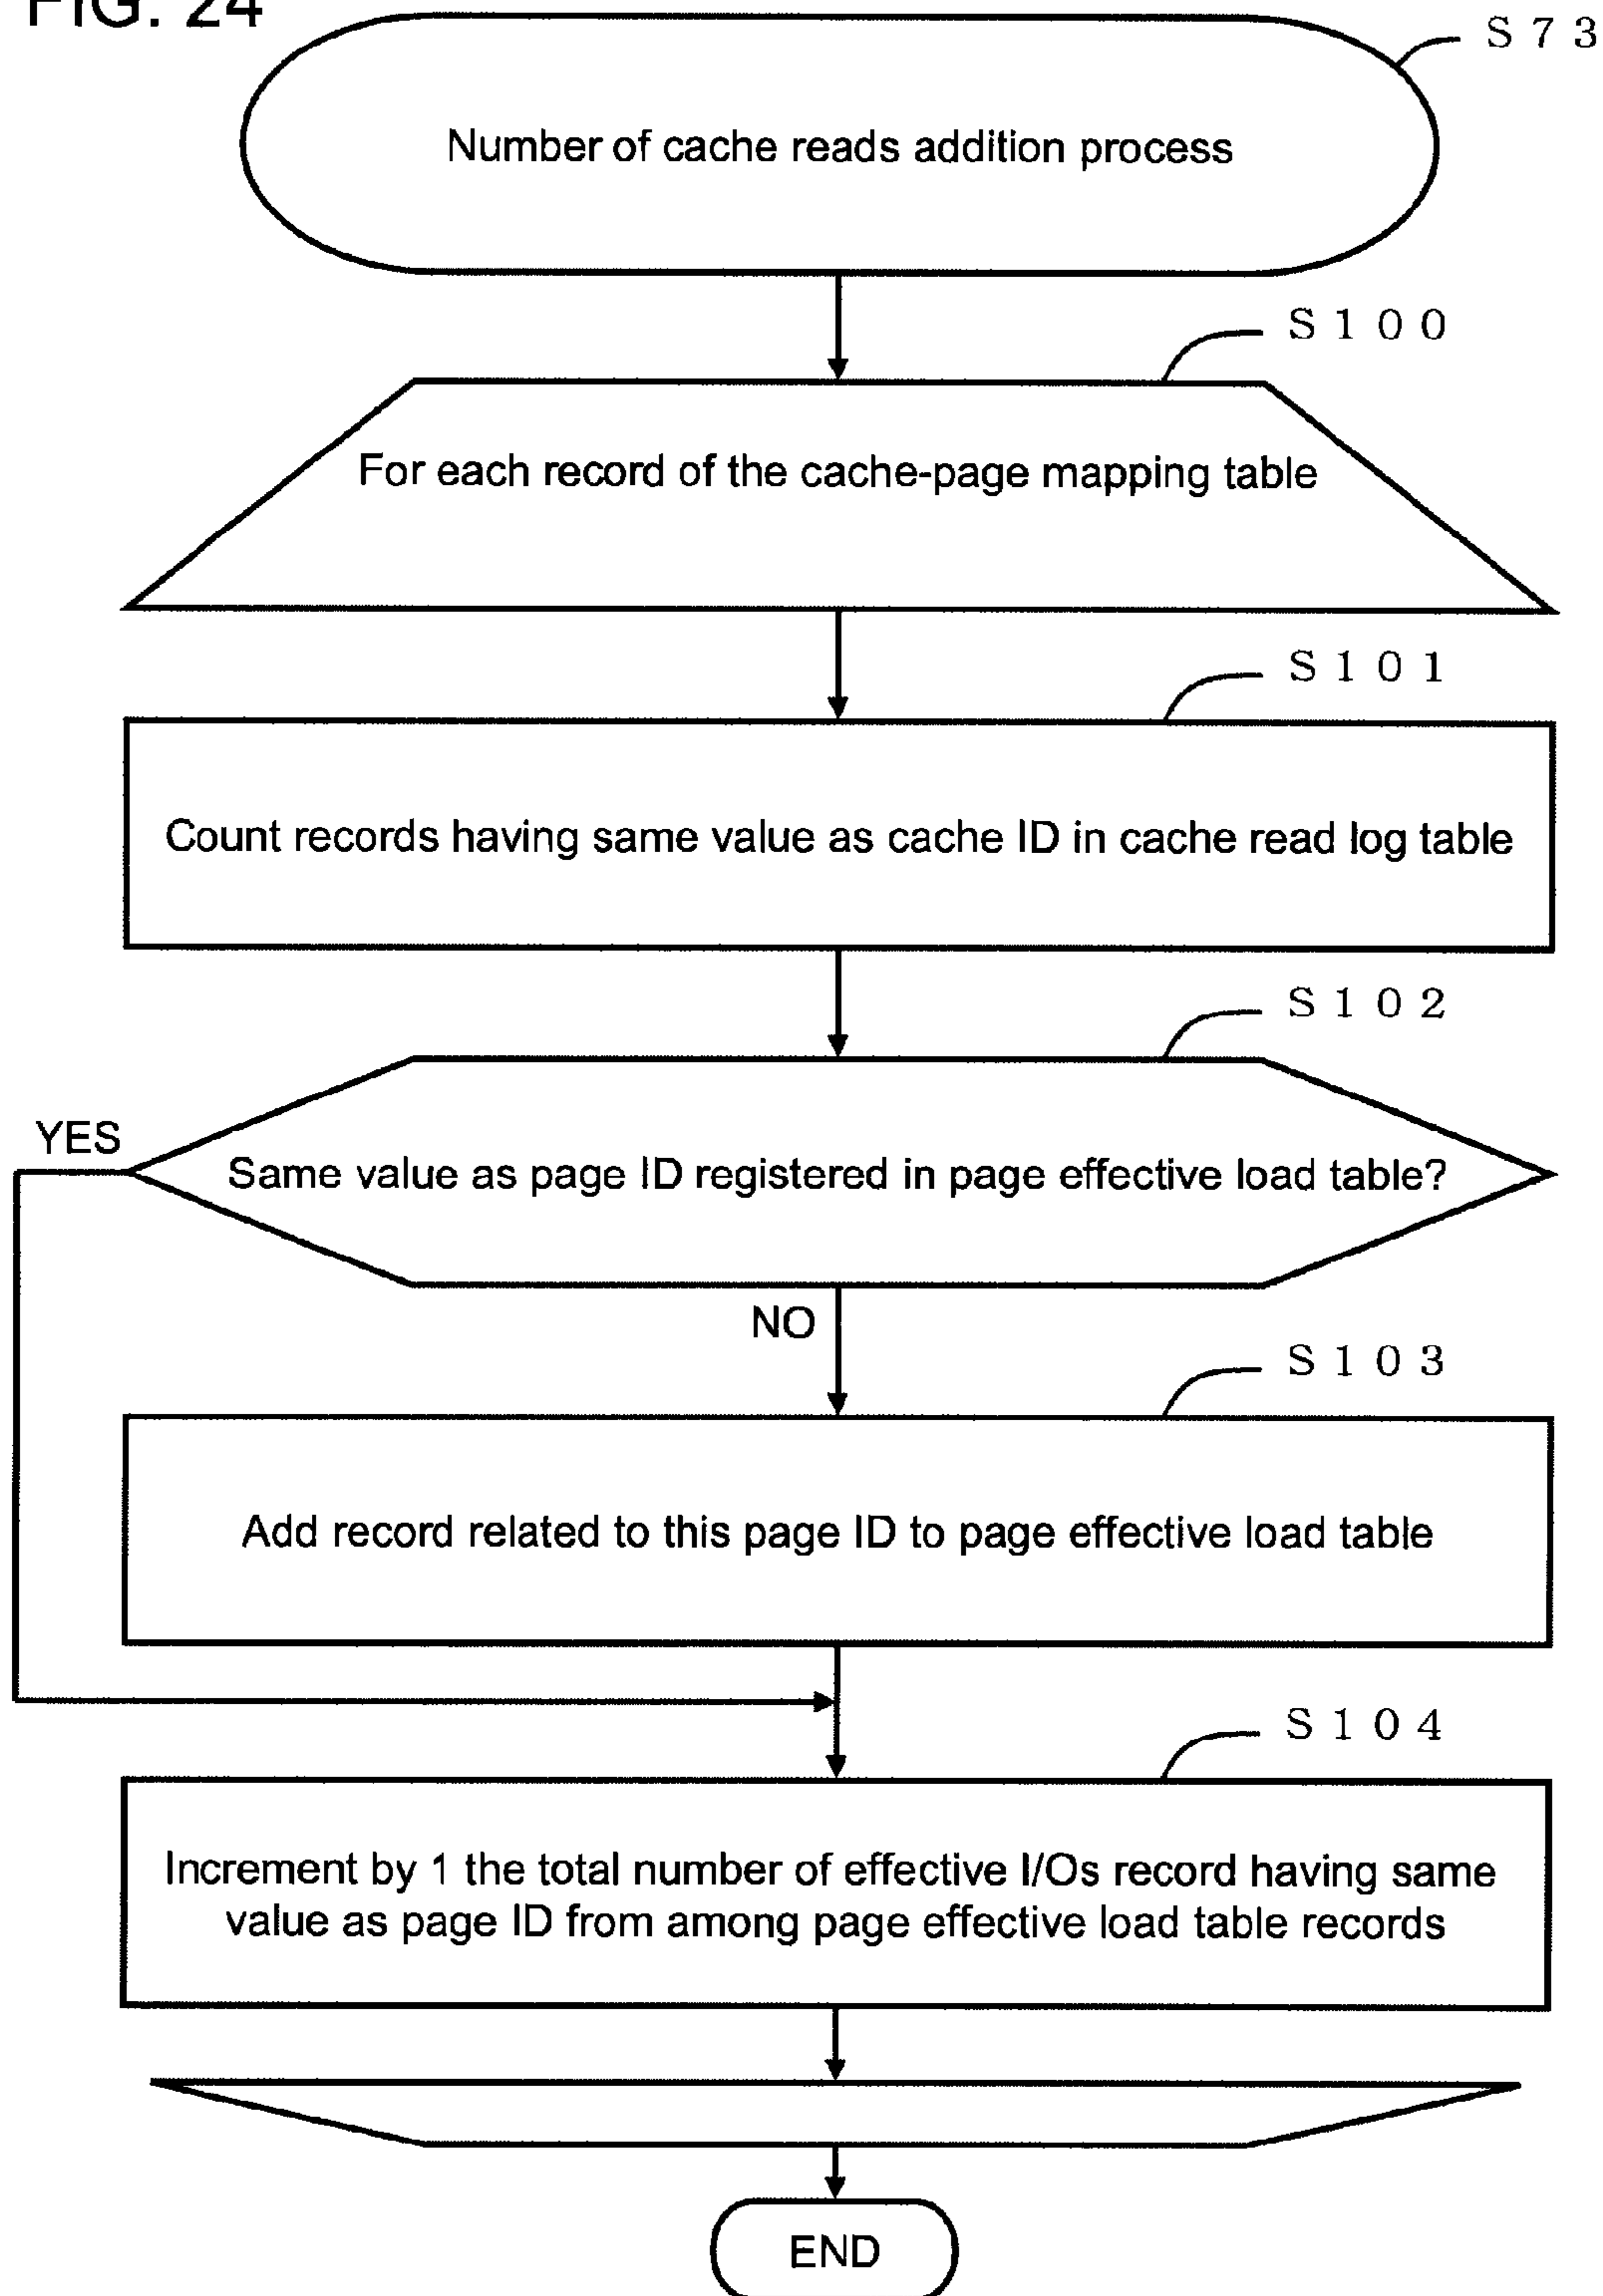 FIG. 24
S73
Number of cache reads addition process
S100
For each record of the cache-page mapping table
S101
Count records having same value as cache ID in cache read log table
S102
YES
Same value as page ID registered in page effective load table?
NO
S103
Add record related to this page ID to page effective load table
S104
Increment by 1 the total number of effective I/Os record having same
value as page ID from among page effective load table records
END